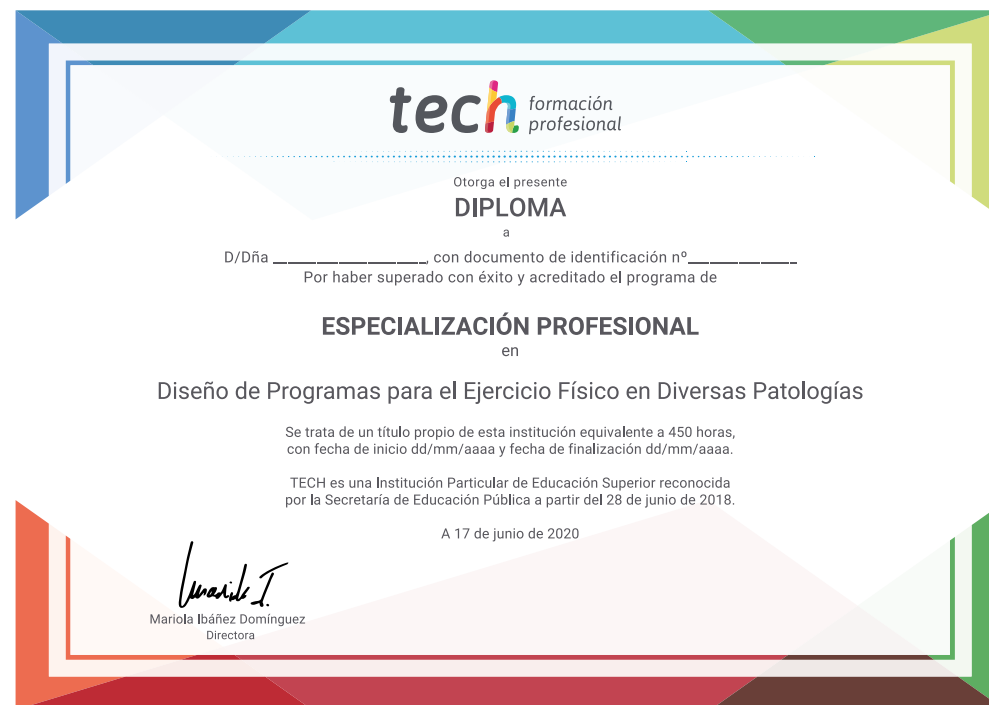 tech formación
profesional
Otorga el presente
DIPLOMA
a
D/Dña ____________________, con documento de identificación nº______________
Por haber superado con éxito y acreditado el programa de
ESPECIALIZACIÓN PROFESIONAL
en
Diseño de Programas para el Ejercicio Físico en Diversas Patologías
Se trata de un título propio de esta institución equivalente a 450 horas,
con fecha de inicio dd/mm/aaaa y fecha de finalización dd/mm/aaaa.
TECH es una Institución Particular de Educación Superior reconocida
por la Secretaría de Educación Pública a partir del 28 de junio de 2018.
A 17 de junio de 2020
Mariola Ibáñez Domínguez
Directora